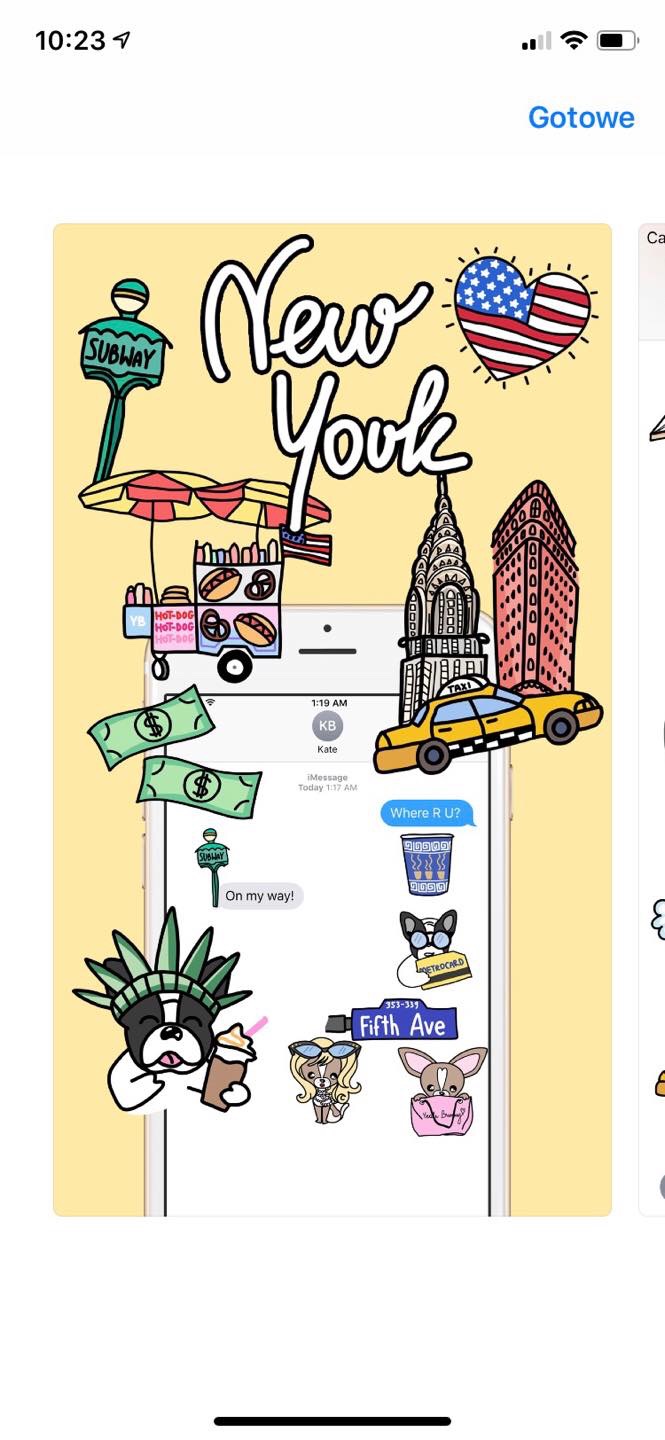 10:23
Gotowe
New
York
SUBWAY
YB
HOT-DOG
HOT-DOG
HOT-DOG
TAXI
1:19 AM
KB
Kate
iMessage
Today 1:17 AM
Where R U?
SUBWAY
On my way!
METROCARD
353-339
Fifth Ave
Ca